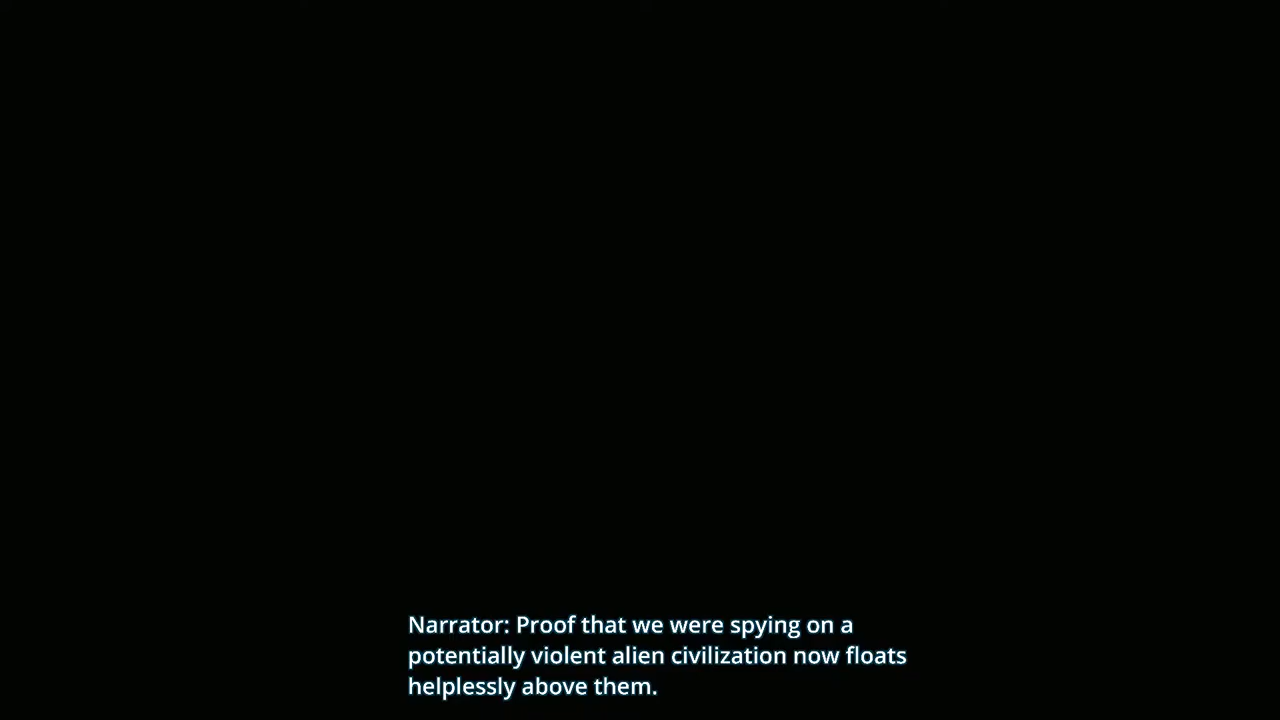 Narrator: Proof that we were spying on a
potentially violent alien civilization now floats
helplessly above them.